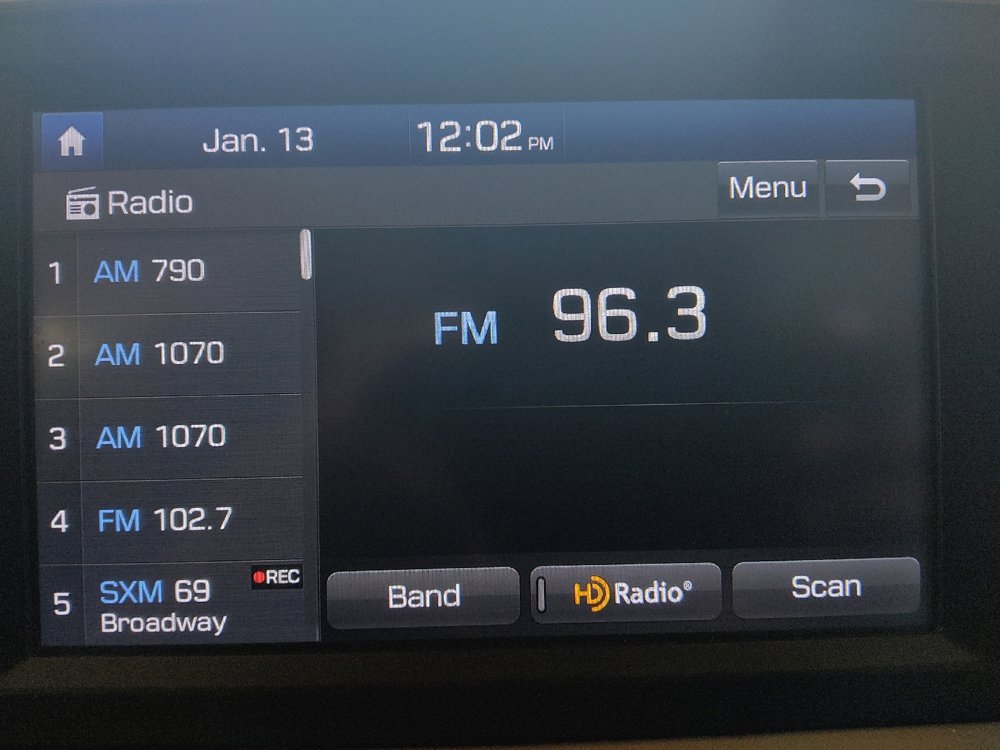 Jan. 13 12:02 PM
Radio Menu
1 AM 790
FM 96.3
2 AM 1070
3 AM 1070
4 FM 102.7
5 SXM 69 REC
Broadway
Band HD Radio® Scan